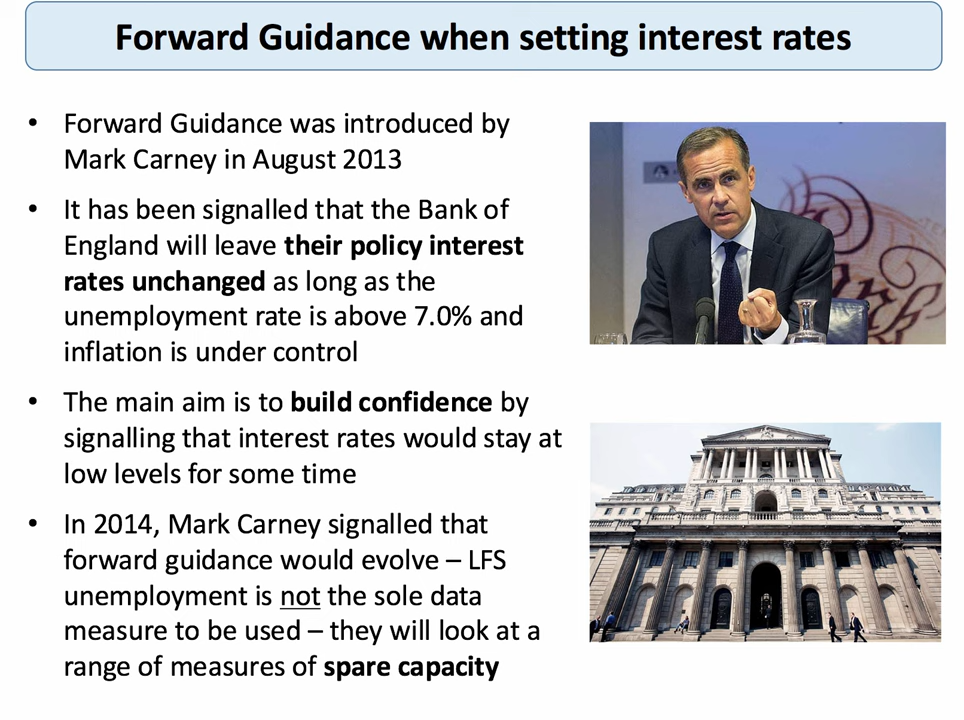 Forward Guidance when setting interest rates
• Forward Guidance was introduced by
Mark Carney in August 2013
• It has been signalled that the Bank of
England will leave their policy interest
rates unchanged as long as the
unemployment rate is above 7.0% and
inflation is under control
• The main aim is to build confidence by
signalling that interest rates would stay at
low levels for some time
• In 2014, Mark Carney signalled that
forward guidance would evolve – LFS
unemployment is not the sole data
measure to be used – they will look at a
range of measures of spare capacity